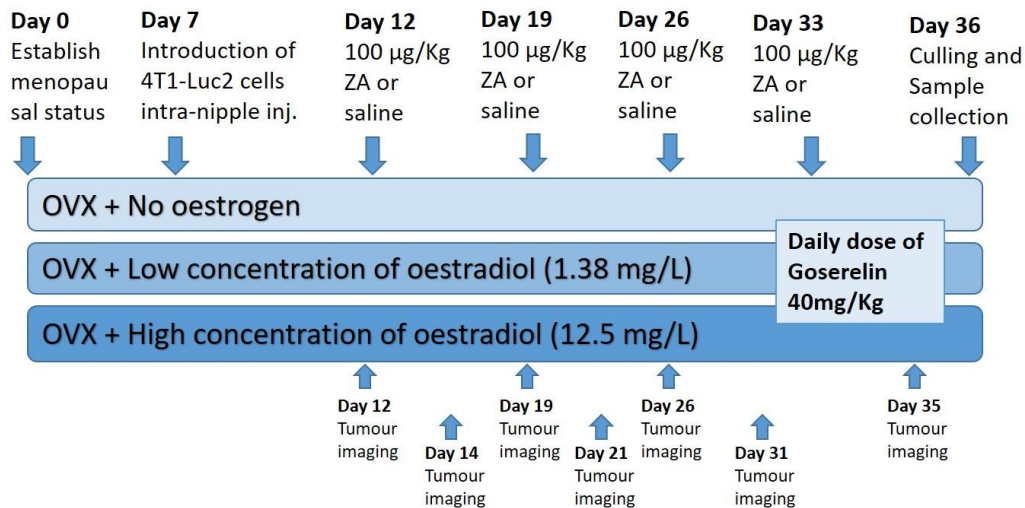 Day 0
Establish
menopau
sal status
Day 7
Introduction of
4T1-Luc2 cells
intra-nipple inj.
Day 12
100 µg/Kg
ZA or
saline
Day 19
100 µg/Kg
ZA or
saline
Day 26
100 µg/Kg
ZA or
saline
Day 33
100 µg/Kg
ZA or
saline
Day 36
Culling and
Sample
collection
OVX + No oestrogen
OVX + Low concentration of oestradiol (1.38 mg/L)
OVX + High concentration of oestradiol (12.5 mg/L)
Daily dose of
Goserelin
40mg/Kg
Day 12
Tumour
imaging
Day 14
Tumour
imaging
Day 19
Tumour
imaging
Day 21
Tumour
imaging
Day 26
Tumour
imaging
Day 31
Tumour
imaging
Day 35
Tumour
imaging